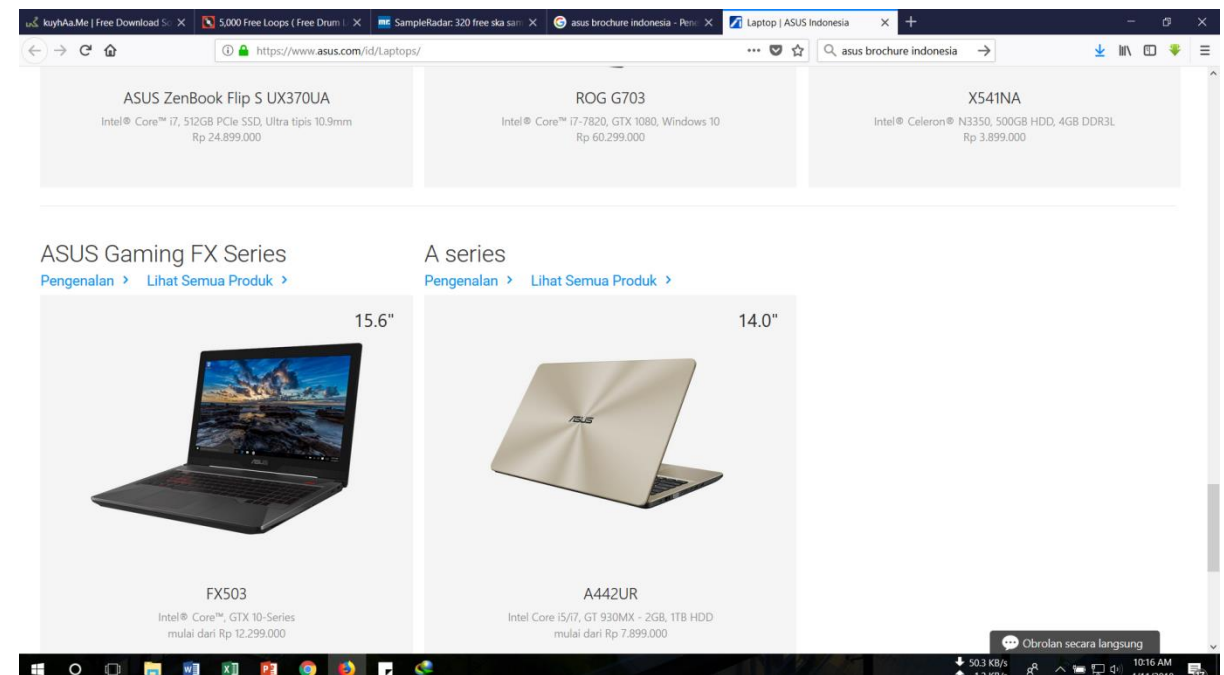 kuyhAa.Me | Free Download So
5,000 Free Loops ( Free Drum L
SampleRadar: 320 free ska sam
asus brochure indonesia - Pene
Laptop | ASUS Indonesia
https://www.asus.com/id/Laptops/
asus brochure indonesia
ASUS ZenBook Flip S UX370UA
Intel® Core™ i7, 512GB PCIe SSD, Ultra tipis 10.9mm
Rp 24.899.000
ROG G703
Intel® Core™ i7-7820, GTX 1080, Windows 10
Rp 60.299.000
X541NA
Intel® Celeron® N3350, 500GB HDD, 4GB DDR3L
Rp 3.899.000
ASUS Gaming FX Series
Pengenalan > Lihat Semua Produk >
A series
Pengenalan > Lihat Semua Produk >
15.6"
FX503
Intel® Core™, GTX 10-Series
mulai dari Rp 12.299.000
14.0"
ASUS
A442UR
Intel Core i5/i7, GT 930MX - 2GB, 1TB HDD
mulai dari Rp 7.899.000
Obrolan secara langsung
50.3 KB/s
10:16 AM